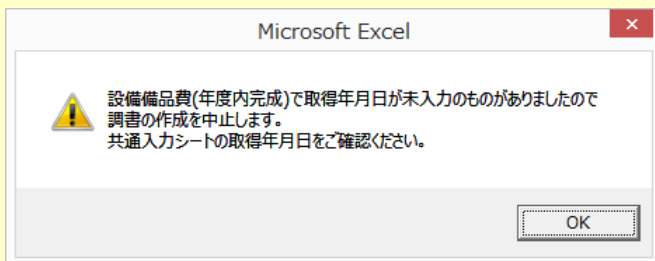 Microsoft Excel
設備備品費(年度内完成)で取得年月日が未入力のものがありましたので
調書の作成を中止します。
共通入力シートの取得年月日をご確認ください。
OK